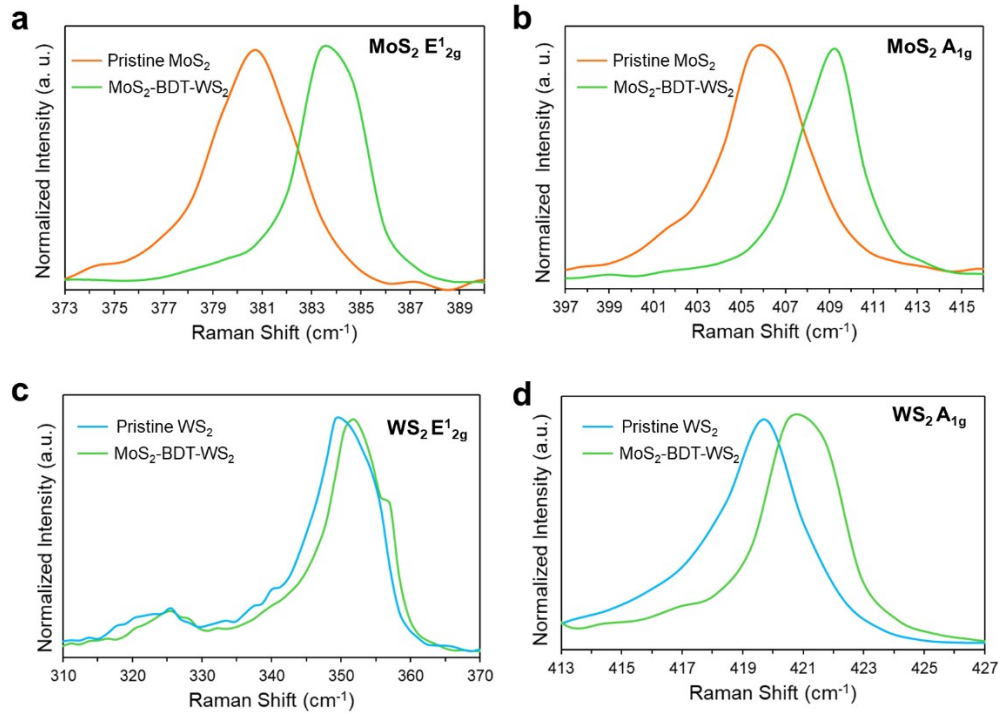 a
MoS₂ E¹₂g
Pristine MoS₂
MoS₂-BDT-WS₂
Normalized Intensity (a. u.)
373 375 377 379 381 383 385 387 389
Raman Shift (cm⁻¹)
b
MoS₂ A₁g
Pristine MoS₂
MoS₂-BDT-WS₂
Normalized Intensity (a. u.)
397 399 401 403 405 407 409 411 413 415
Raman Shift (cm⁻¹)
c
WS₂ E¹₂g
Pristine WS₂
MoS₂-BDT-WS₂
Normalized Intensity (a.u.)
310 320 330 340 350 360 370
Raman Shift (cm⁻¹)
d
WS₂ A₁g
Pristine WS₂
MoS₂-BDT-WS₂
Normalized Intensity (a.u.)
413 415 417 419 421 423 425 427
Raman Shift (cm⁻¹)